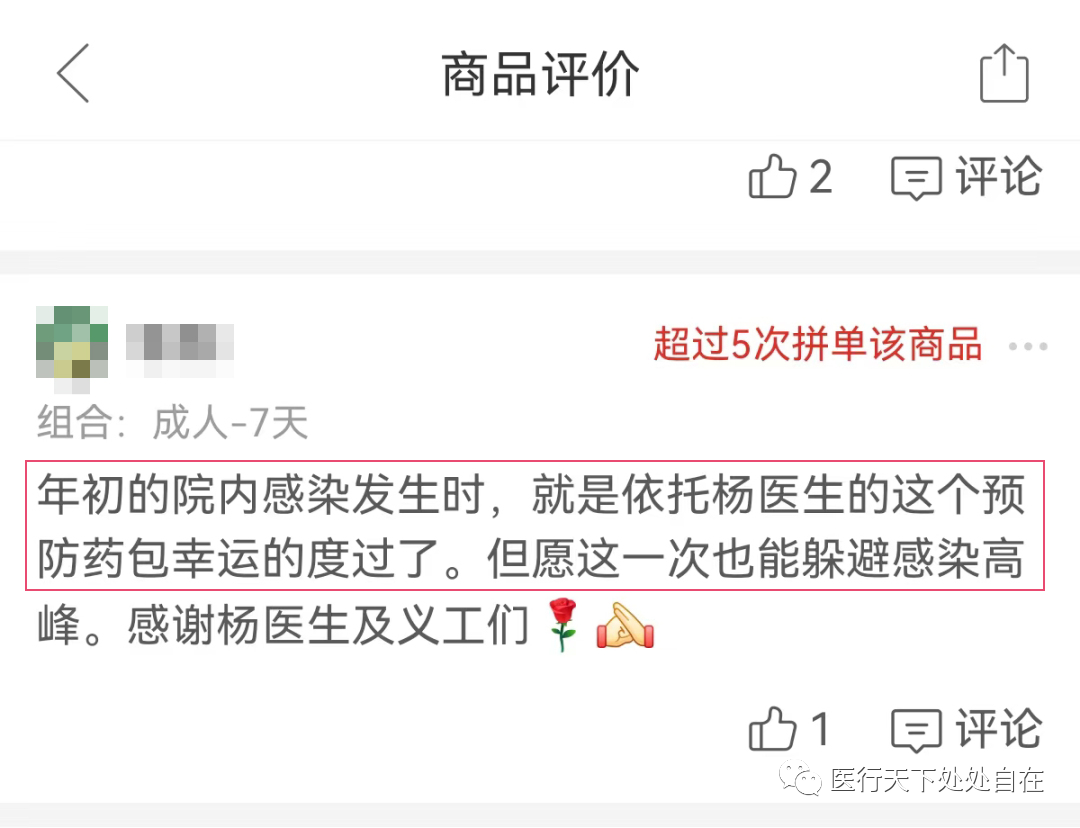 商品评价
2 评论
超过5次拼单该商品
组合：成人-7天
年初的院内感染发生时，就是依托杨医生的这个预
防药包幸运的度过了。但愿这一次也能躲避感染高
峰。感谢杨医生及义工们
1 评论
医行天下处处自在